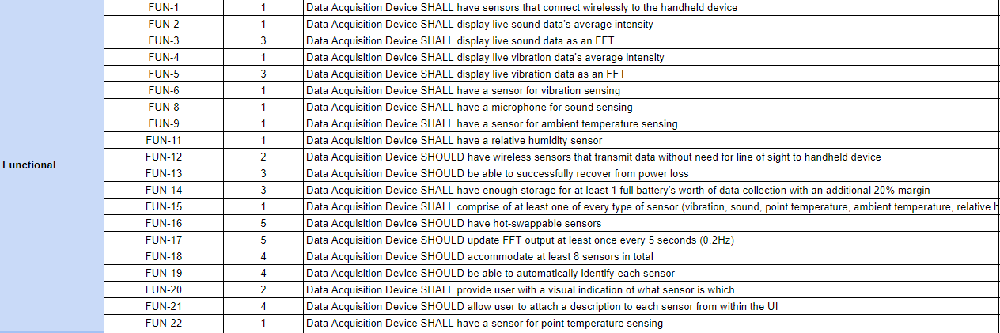 FUN-1 1 Data Acquisition Device SHALL have sensors that connect wirelessly to the handheld device
FUN-2 1 Data Acquisition Device SHALL display live sound data's average intensity
FUN-3 3 Data Acquisition Device SHALL display live sound data as an FFT
FUN-4 1 Data Acquisition Device SHALL display live vibration data's average intensity
FUN-5 3 Data Acquisition Device SHALL display live vibration data as an FFT
FUN-6 1 Data Acquisition Device SHALL have a sensor for vibration sensing
FUN-8 1 Data Acquisition Device SHALL have a microphone for sound sensing
FUN-9 1 Data Acquisition Device SHALL have a sensor for ambient temperature sensing
FUN-11 1 Data Acquisition Device SHALL have a relative humidity sensor
FUN-12 2 Data Acquisition Device SHOULD have wireless sensors that transmit data without need for line of sight to handheld device
Functional
FUN-13 3 Data Acquisition Device SHOULD be able to successfully recover from power loss
FUN-14 3 Data Acquisition Device SHALL have enough storage for at least 1 full battery's worth of data collection with an additional 20% margin
FUN-15 1 Data Acquisition Device SHALL comprise of at least one of every type of sensor (vibration, sound, point temperature, ambient temperature, relative h
FUN-16 5 Data Acquisition Device SHOULD have hot-swappable sensors
FUN-17 5 Data Acquisition Device SHOULD update FFT output at least once every 5 seconds (0.2Hz)
FUN-18 4 Data Acquisition Device SHOULD accommodate at least 8 sensors in total
FUN-19 4 Data Acquisition Device SHOULD be able to automatically identify each sensor
FUN-20 2 Data Acquisition Device SHALL provide user with a visual indication of what sensor is which
FUN-21 4 Data Acquisition Device SHOULD allow user to attach a description to each sensor from within the UI
FUN-22 1 Data Acquisition Device SHALL have a sensor for point temperature sensing